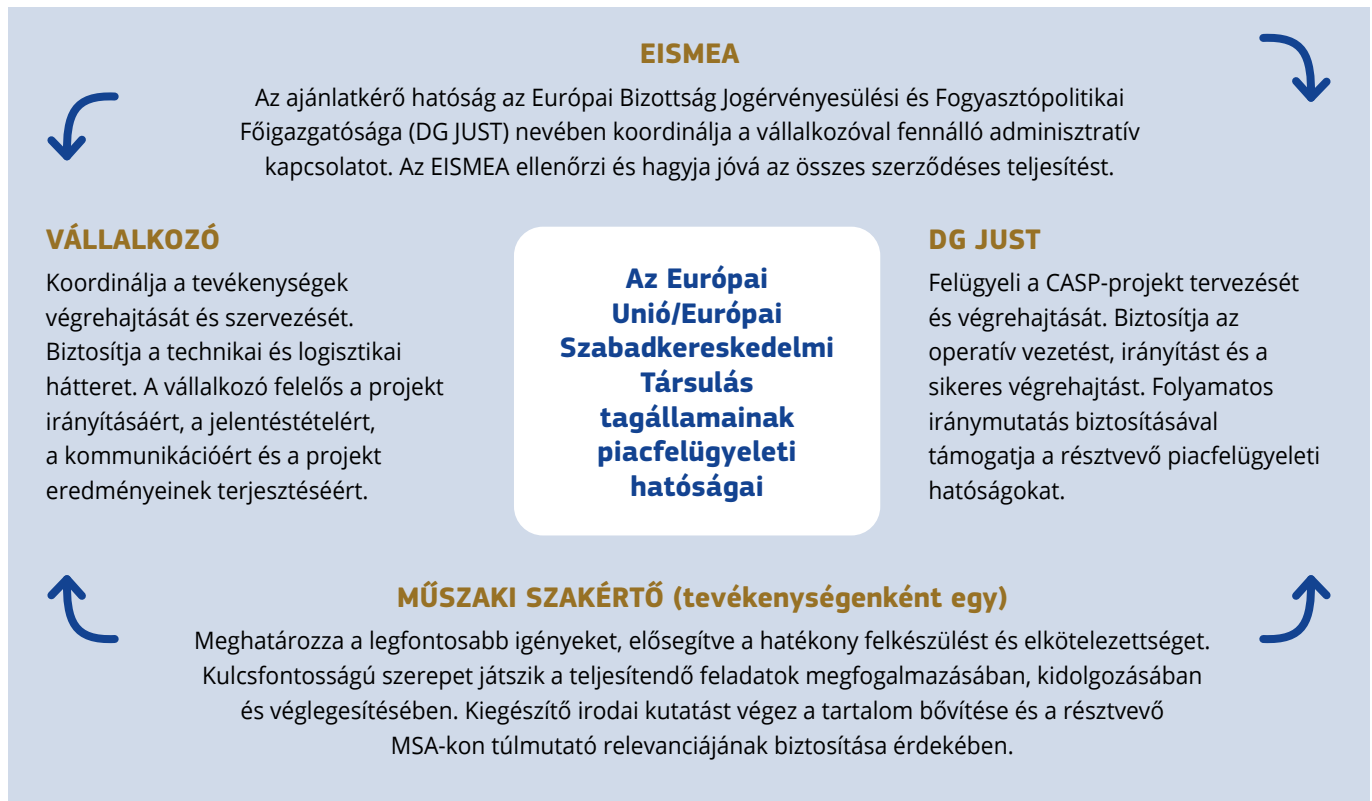 EISMEA
Az ajánlatkérő hatóság az Európai Bizottság Jogérvényesülési és Fogyasztópolitikai
Főigazgatósága (DG JUST) nevében koordinálja a vállalkozóval fennálló adminisztratív
kapcsolatot. Az EISMEA ellenőrzi és hagyja jóvá az összes szerződéses teljesítést.
VÁLLALKOZÓ
Koordinálja a tevékenységek
végrehajtását és szervezését.
Biztosítja a technikai és logisztikai
hátteret. A vállalkozó felelős a projekt
irányításáért, a jelentéstételért,
a kommunikációért és a projekt
eredményeinek terjesztéséért.
Az Európai
Unió/Európai
Szabadkereskedelmi
Társulás
tagállamainak
piacfelügyeleti
hatóságai
DG JUST
Felügyeli a CASP-projekt tervezését
és végrehajtását. Biztosítja az
operatív vezetést, irányítást és a
sikeres végrehajtást. Folyamatos
iránymutatás biztosításával
támogatja a résztvevő piacfelügyeleti
hatóságokat.
MŰSZAKI SZAKÉRTŐ (tevékenységenként egy)
Meghatározza a legfontosabb igényeket, elősegítve a hatékony felkészülést és elkötelezettséget.
Kulcsfontosságú szerepet játszik a teljesítendő feladatok megfogalmazásában, kidolgozásában
és véglegesítésében. Kiegészítő irodai kutatást végez a tartalom bővítése és a résztvevő
MSA-kon túlmutató relevanciájának biztosítása érdekében.